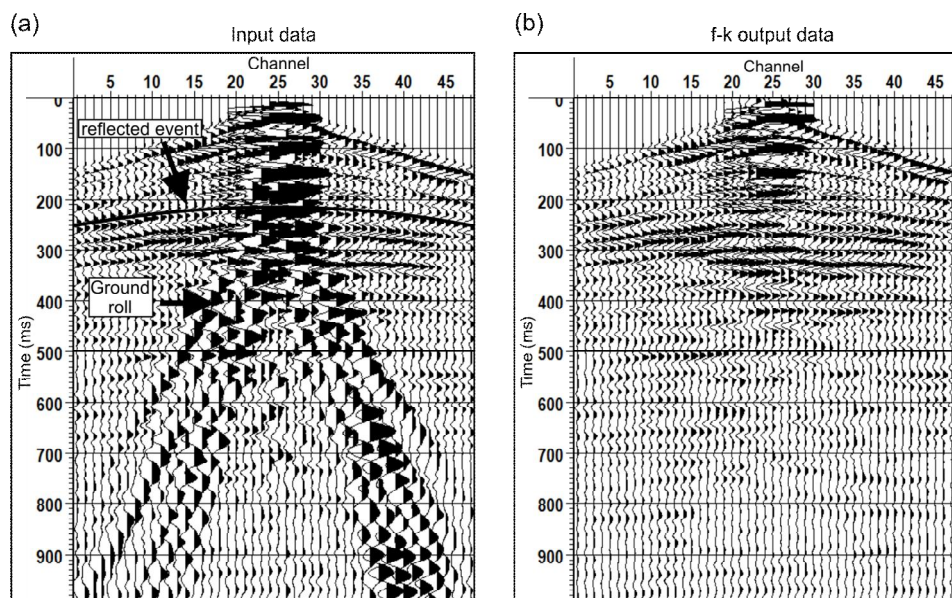 (a)
Input data
Channel
5 10 15 20 25 30 35 40 45
0
reflected event
100
200
300
Ground
roll
400
Time (ms)
500
600
700
800
900
(b)
f-k output data
Channel
5 10 15 20 25 30 35 40 45
0
100
200
300
400
Time (ms)
500
600
700
800
900